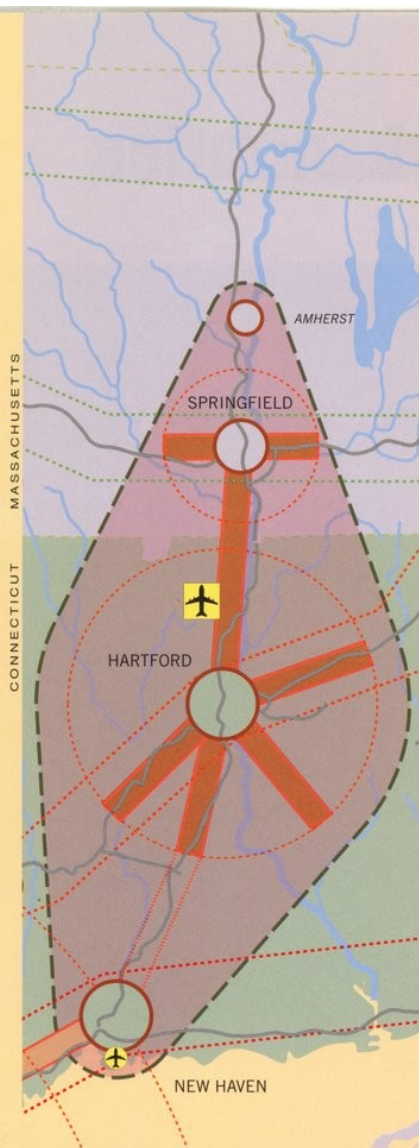 AMHERST
SPRINGFIELD
MASSACHUSETTS
CONNECTICUT
HARTFORD
NEW HAVEN